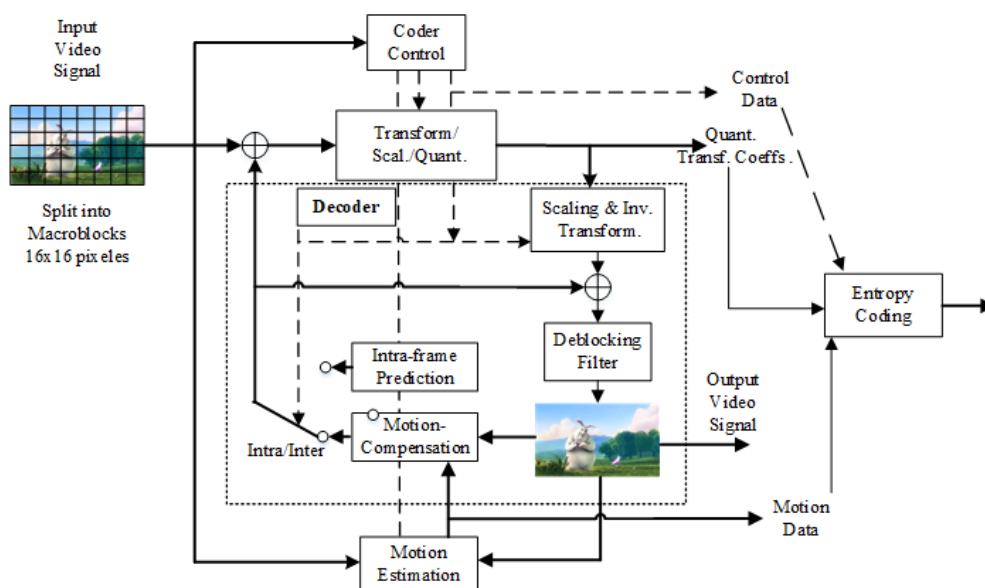 Input
Video
Signal
Split into
Macroblocks
16x16 pixeles
Coder
Control
Transform/
Scal./Quant.
Control
Data
Quant.
Transf. Coeffs.
Decoder
Scaling & Inv.
Transform.
Entropy
Coding
Deblocking
Filter
Intra-frame
Prediction
Output
Video
Signal
Motion-
Compensation
Intra/Inter
Motion
Data
Motion
Estimation